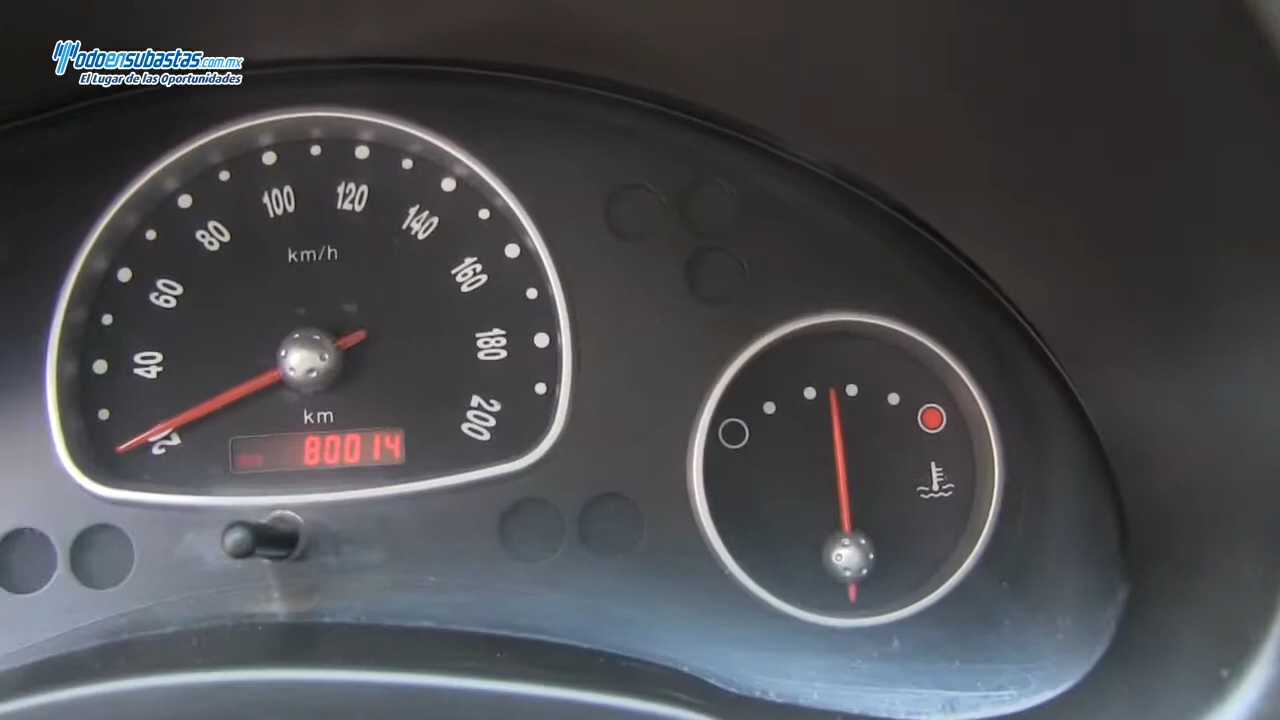 Todoensubastas.com.mx
El Lugar de las Oportunidades
20
40
60
80
100
120
140
160
180
200
km/h
km
80014